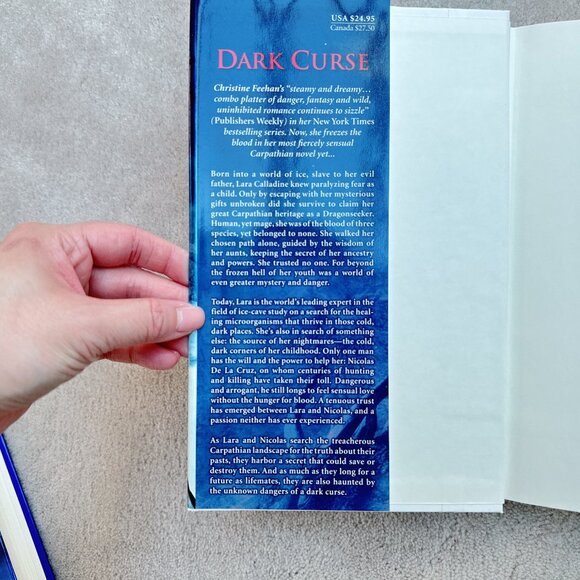 USA $24.95
Canada $27.50
DARK CURSE
Christine Feehan's "steamy and dreamy...
combo platter of danger, fantasy and wild,
uninhibited romance continues to sizzle"
(Publishers Weekly) in her New York Times
bestselling series. Now, she freezes the
blood in her most fiercely sensual
Carpathian novel yet...
Born into a world of ice, slave to her evil
father, Lara Calladine knew paralyzing fear as
a child. Only by escaping with her mysterious
gifts unbroken did she survive to claim her
great Carpathian heritage as a Dragonseeker.
Human, yet mage, she was of the blood of three
species, yet belonged to none. She walked her
chosen path alone, guided by the wisdom of
her aunts, keeping the secret of her ancestry
and powers. She trusted no one. For beyond
the frozen hell of her youth was a world of
even greater mystery and danger.
Today, Lara is the world's leading expert in the
field of ice-cave study on a search for the heal-
ing microorganisms that thrive in those cold,
dark places. She's also in search of something
else: the source of her nightmares—the cold,
dark corners of her childhood. Only one man
has the will and the power to help her: Nicolas
De La Cruz, on whom centuries of hunting
and killing have taken their toll. Dangerous
and arrogant, he still longs to feel sensual love
without the hunger for blood. A tenuous trust
has emerged between Lara and Nicolas, and a
passion neither has ever experienced.
As Lara and Nicolas search the treacherous
Carpathian landscape for the truth about their
pasts, they harbor a secret that could save or
destroy them. And as much as they long for a
future as lifemates, they are also haunted by
the unknown dangers of a dark curse.